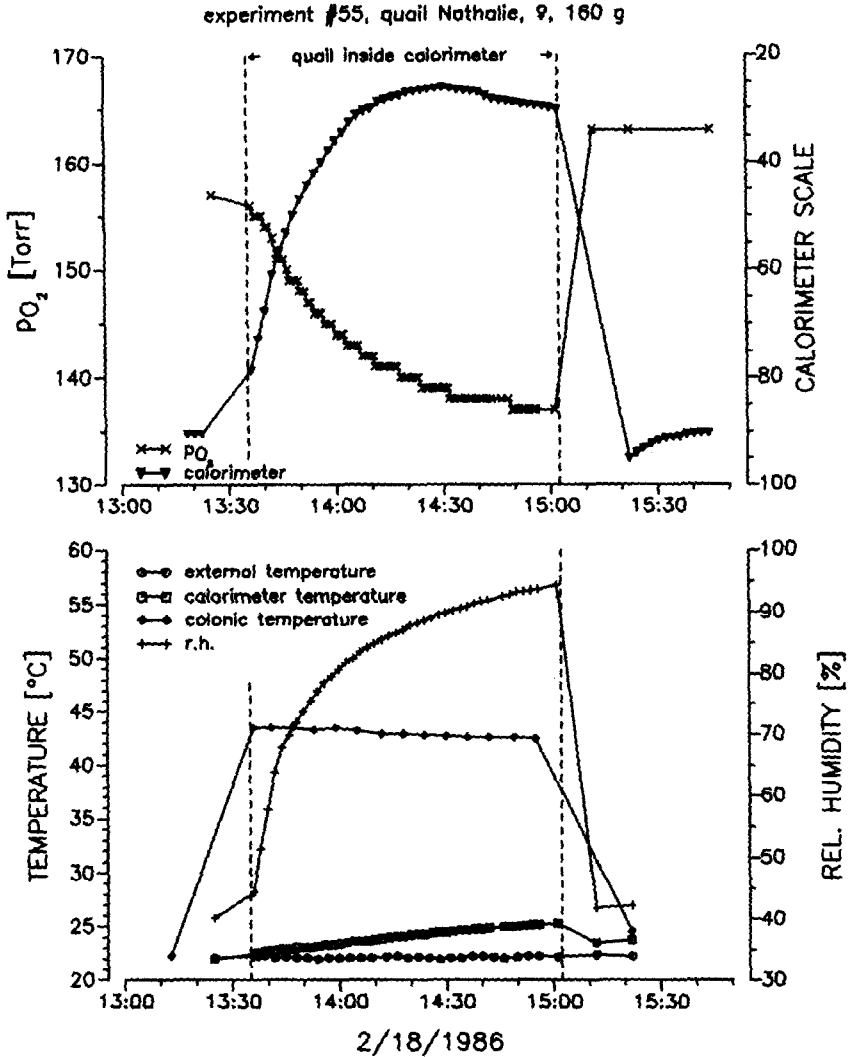 experiment #55, quail Nathalie, ♀, 160 g
quail inside calorimeter
170
160
150
140
130
PO₂ [Torr]
20
40
60
80
100
CALORIMETER SCALE
PO₂
calorimeter
13:00 13:30 14:00 14:30 15:00 15:30
60
55
50
45
40
35
30
25
20
TEMPERATURE [°C]
external temperature
calorimeter temperature
colonic temperature
r.h.
100
90
80
70
60
50
40
30
REL. HUMIDITY [%]
13:00 13:30 14:00 14:30 15:00 15:30
2/18/1986